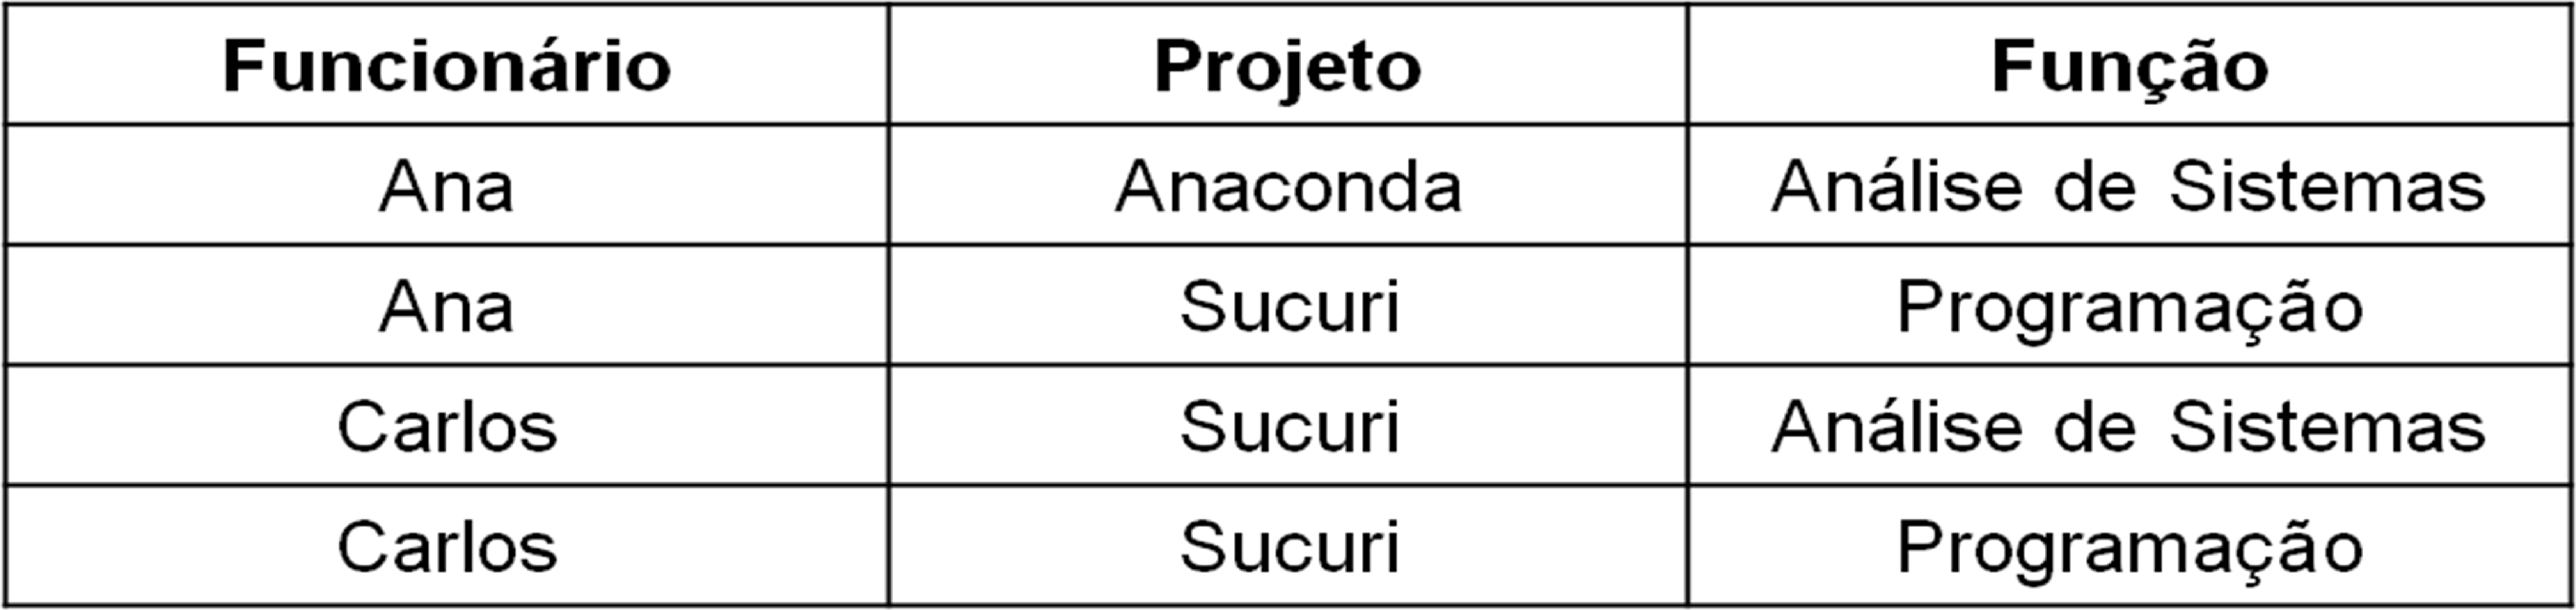 Funcionário Projeto Função
Ana Anaconda Análise de Sistemas
Ana Sucuri Programação
Carlos Sucuri Análise de Sistemas
Carlos Sucuri Programação